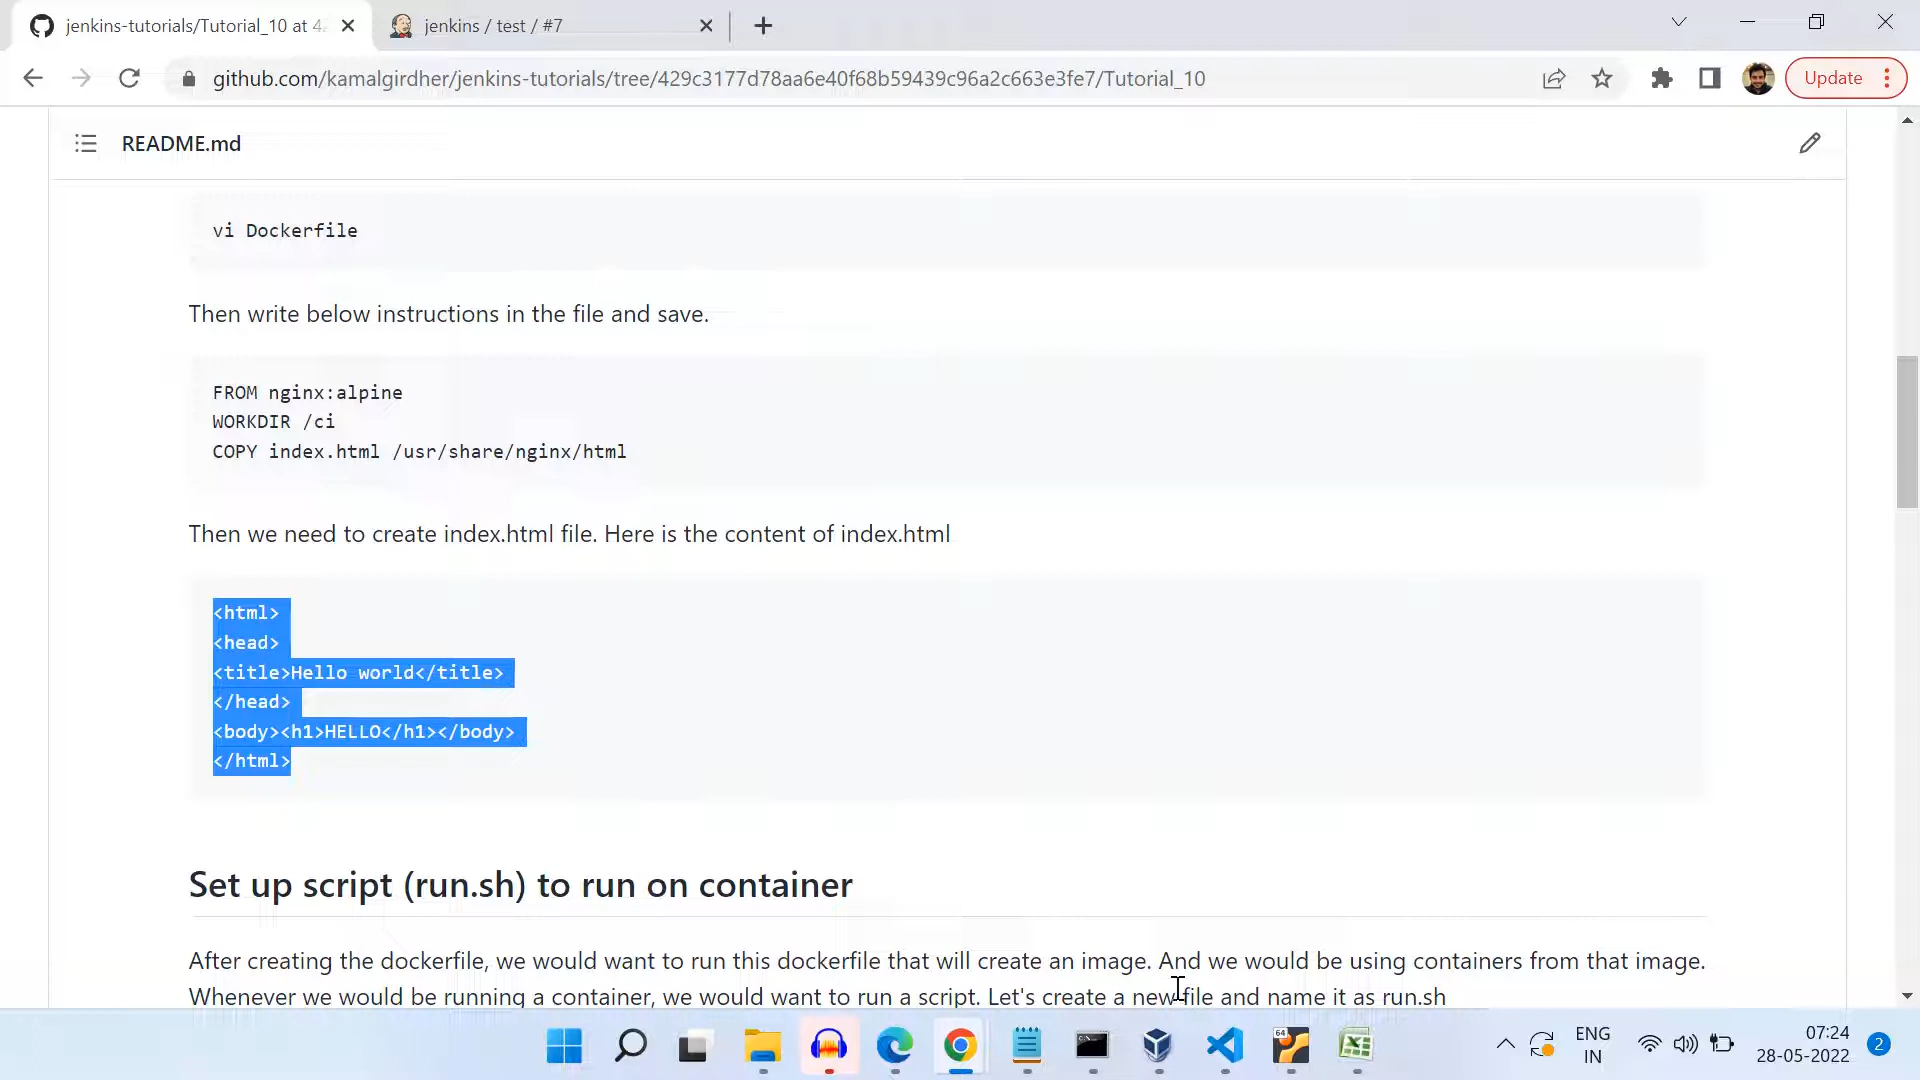 jenkins-tutorials/Tutorial_10 at 42
jenkins / test / #7
github.com/kamalgirdher/jenkins-tutorials/tree/429c3177d78aa6e40f68b59439c96a2c663e3fe7/Tutorial_10
Update
README.md
vi Dockerfile
Then write below instructions in the file and save.
FROM nginx:alpine
WORKDIR /ci
COPY index.html /usr/share/nginx/html
Then we need to create index.html file. Here is the content of index.html
<html>
<head>
<title>Hello world</title>
</head>
<body><h1>HELLO</h1></body>
</html>
Set up script (run.sh) to run on container
After creating the dockerfile, we would want to run this dockerfile that will create an image. And we would be using containers from that image.
Whenever we would be running a container, we would want to run a script. Let's create a new file and name it as run.sh
64
ENG
IN
07:24
28-05-2022
2